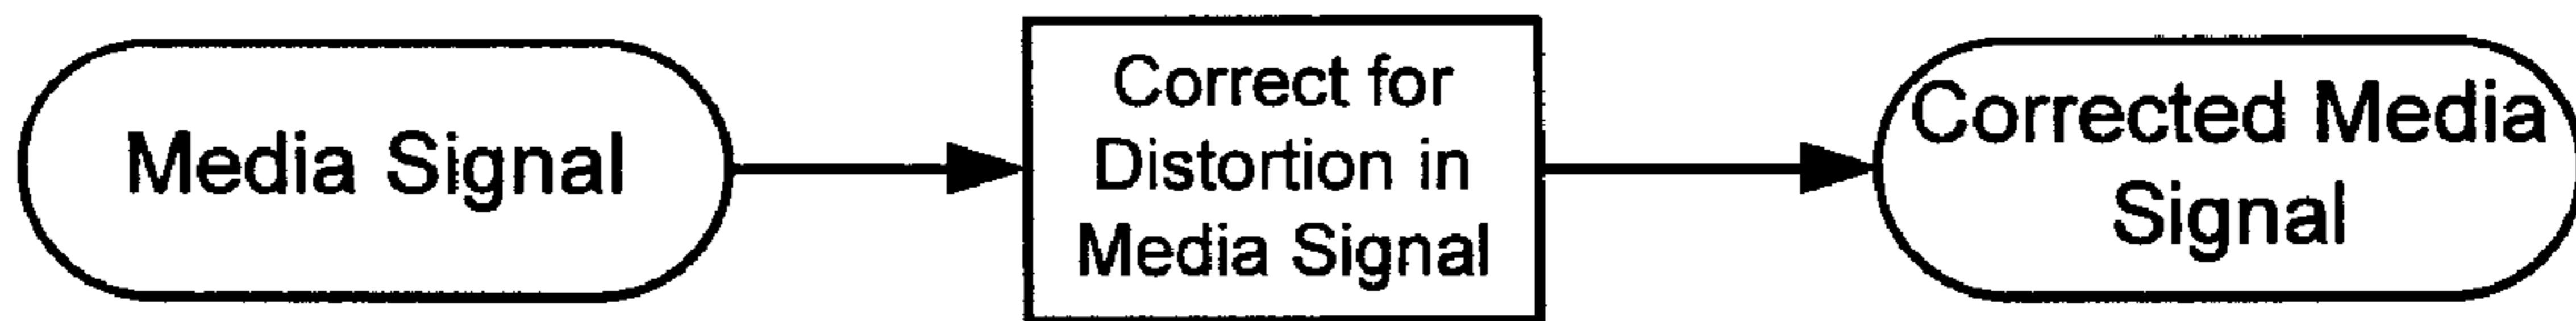 Media Signal
Correct for
Distortion in
Media Signal
Corrected Media
Signal